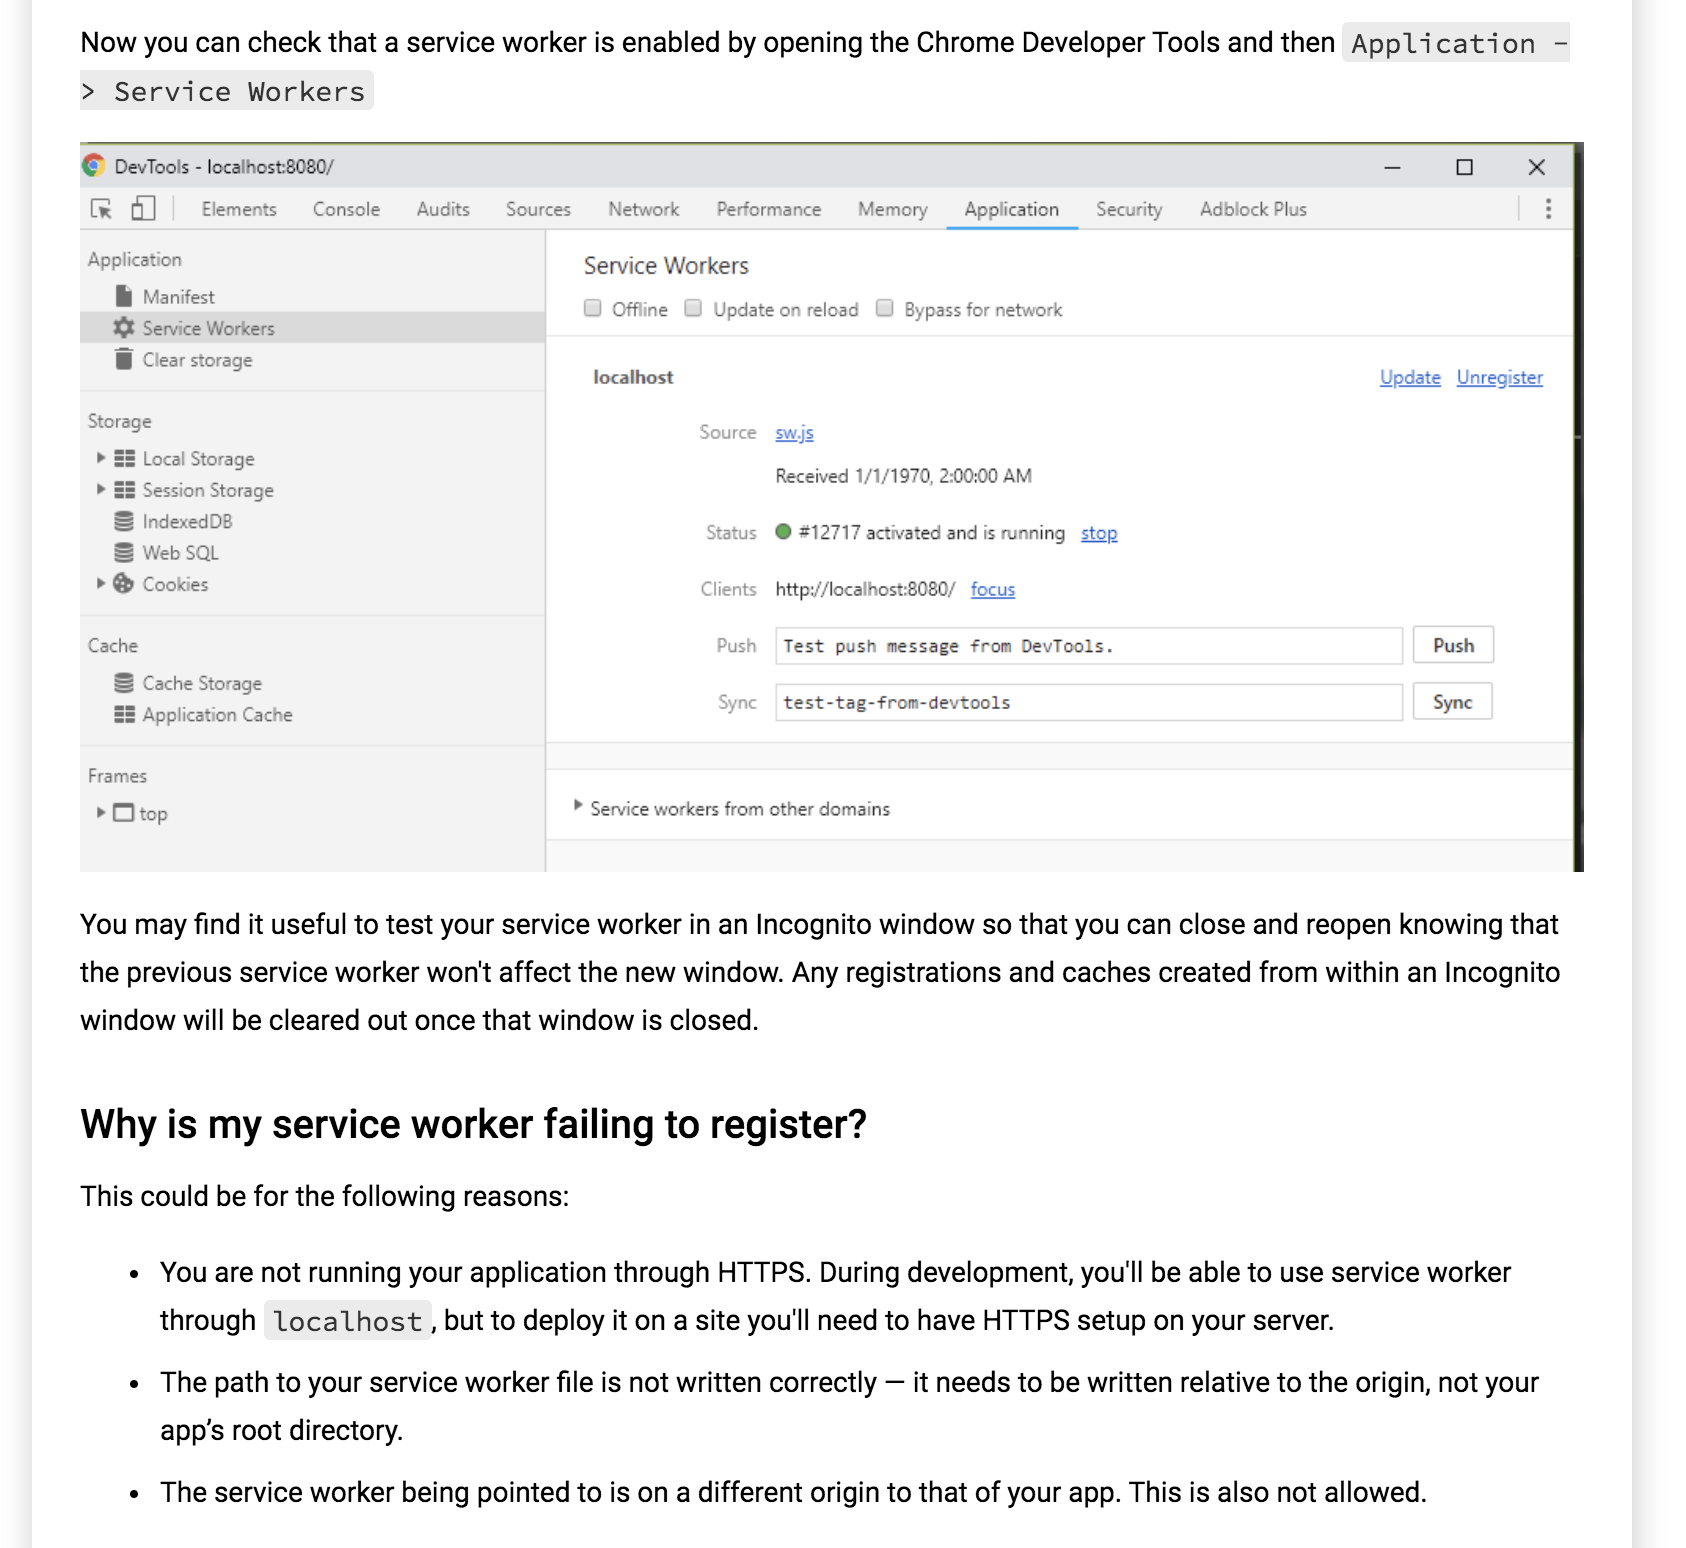 Now you can check that a service worker is enabled by opening the Chrome Developer Tools and then Application -
> Service Workers
DevTools - localhost:8080/
Elements Console Audits Sources Network Performance Memory Application Security Adblock Plus
Application
Manifest
Service Workers
Clear storage
Storage
Local Storage
Session Storage
IndexedDB
Web SQL
Cookies
Cache
Cache Storage
Application Cache
Frames
top
Service Workers
Offline Update on reload Bypass for network
localhost Update Unregister
Source sw.js
Received 1/1/1970, 2:00:00 AM
Status #12717 activated and is running stop
Clients http://localhost:8080/ focus
Push Test push message from DevTools. Push
Sync test-tag-from-devtools Sync
Service workers from other domains
You may find it useful to test your service worker in an Incognito window so that you can close and reopen knowing that
the previous service worker won't affect the new window. Any registrations and caches created from within an Incognito
window will be cleared out once that window is closed.
Why is my service worker failing to register?
This could be for the following reasons:
• You are not running your application through HTTPS. During development, you'll be able to use service worker
through localhost, but to deploy it on a site you'll need to have HTTPS setup on your server.
• The path to your service worker file is not written correctly — it needs to be written relative to the origin, not your
app’s root directory.
• The service worker being pointed to is on a different origin to that of your app. This is also not allowed.